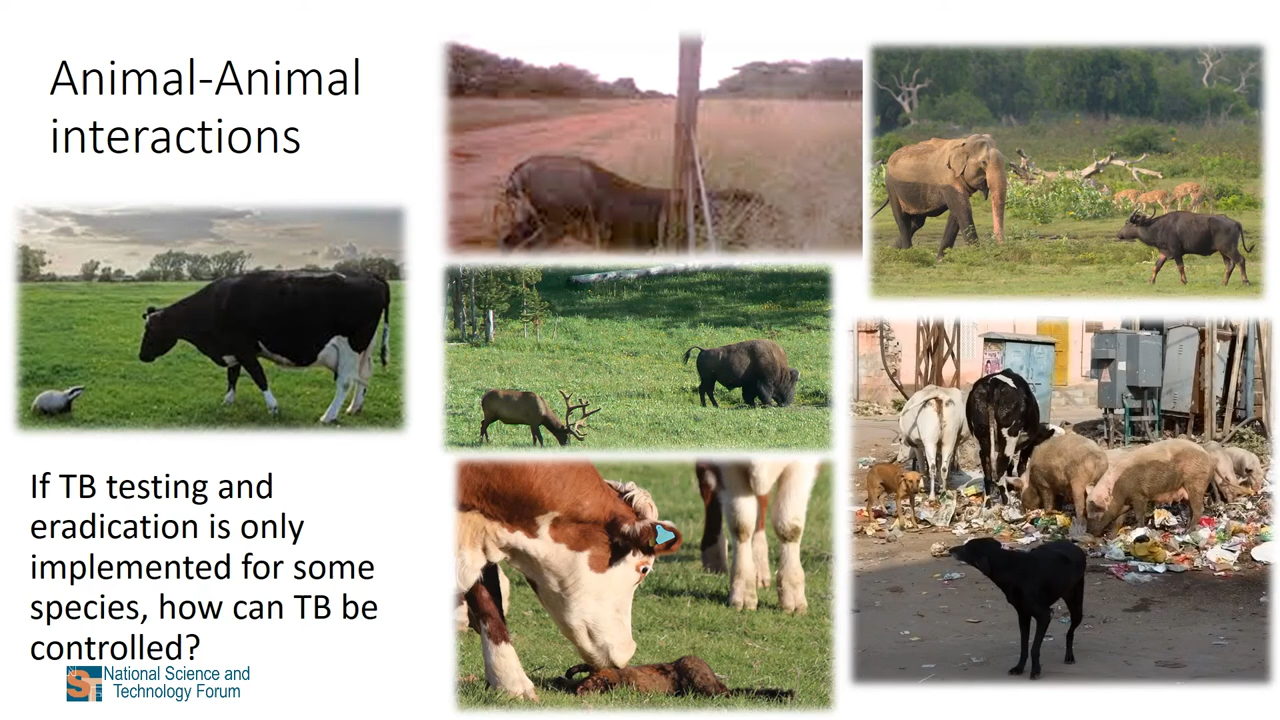 Animal-Animal
interactions
If TB testing and
eradication is only
implemented for some
species, how can TB be
controlled?
NSTF
National Science and
Technology Forum